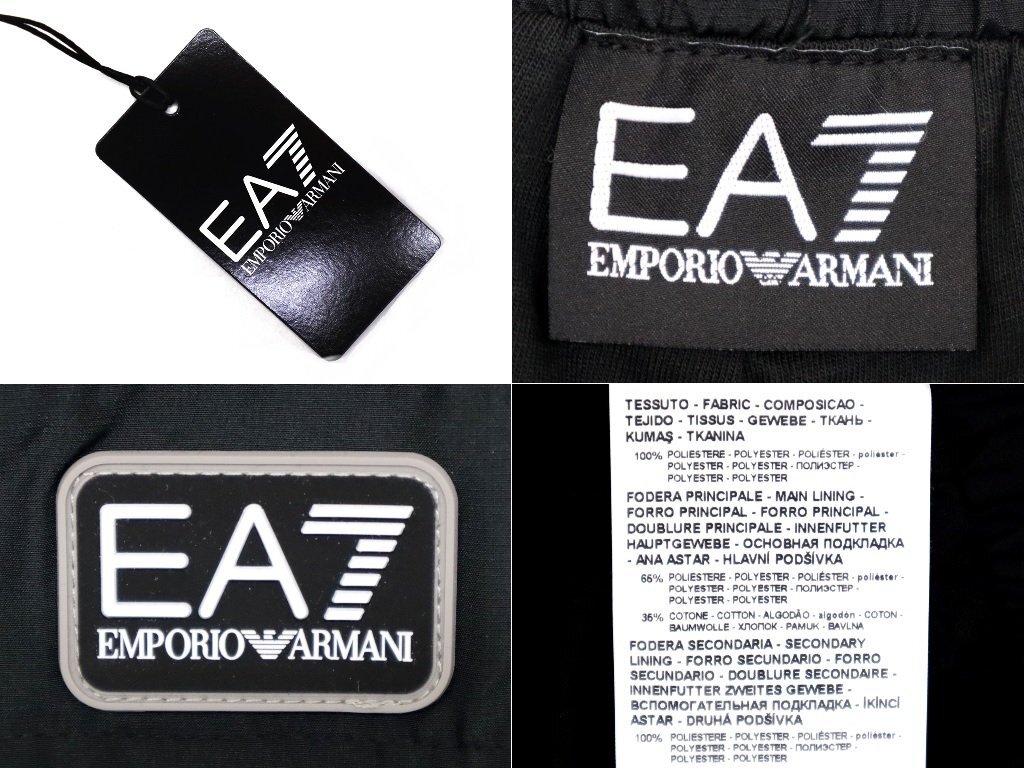 EA7
EMPORIO ARMANI
EA7
EMPORIO ARMANI
EA7
EMPORIO ARMANI
TESSUTO - FABRIC - COMPOSICAO -
TEJIDO - TISSUS - GEWEBE - ТКАНЬ -
KUMAŞ - TKANINA
100% POLIESTERE - POLYESTER - POLIÉSTER - poliéster -
POLYESTER - POLYESTER - ПОЛИЭСТЕР -
POLYESTER - POLYESTER
FODERA PRINCIPALE - MAIN LINING -
FORRO PRINCIPAL - FORRO PRINCIPAL -
DOUBLURE PRINCIPALE - INNENFUTTER
HAUPTGEWEBE - ОСНОВНАЯ ПОДКЛАДКА
- ANA ASTAR - HLAVNÍ PODŠÍVKA
65% POLIESTERE - POLYESTER - POLIÉSTER - poliéster -
POLYESTER - POLYESTER - ПОЛИЭСТЕР -
POLYESTER - POLYESTER
35% COTONE - COTTON - ALGODÃO - algodón - COTON -
BAUMWOLLE - ХЛОПОК - PAMUK - BAVLNA
FODERA SECONDARIA - SECONDARY
LINING - FORRO SECUNDARIO - FORRO
SECUNDARIO - DOUBLURE SECONDAIRE -
INNENFUTTER ZWEITES GEWEBE -
ВСПОМОГАТЕЛЬНАЯ ПОДКЛАДКА - İKİNCİ
ASTAR - DRUHÁ PODŠÍVKA
100% POLIESTERE - POLYESTER - POLIÉSTER - poliéster -
POLYESTER - POLYESTER - ПОЛИЭСТЕР -
POLYESTER - POLYESTER